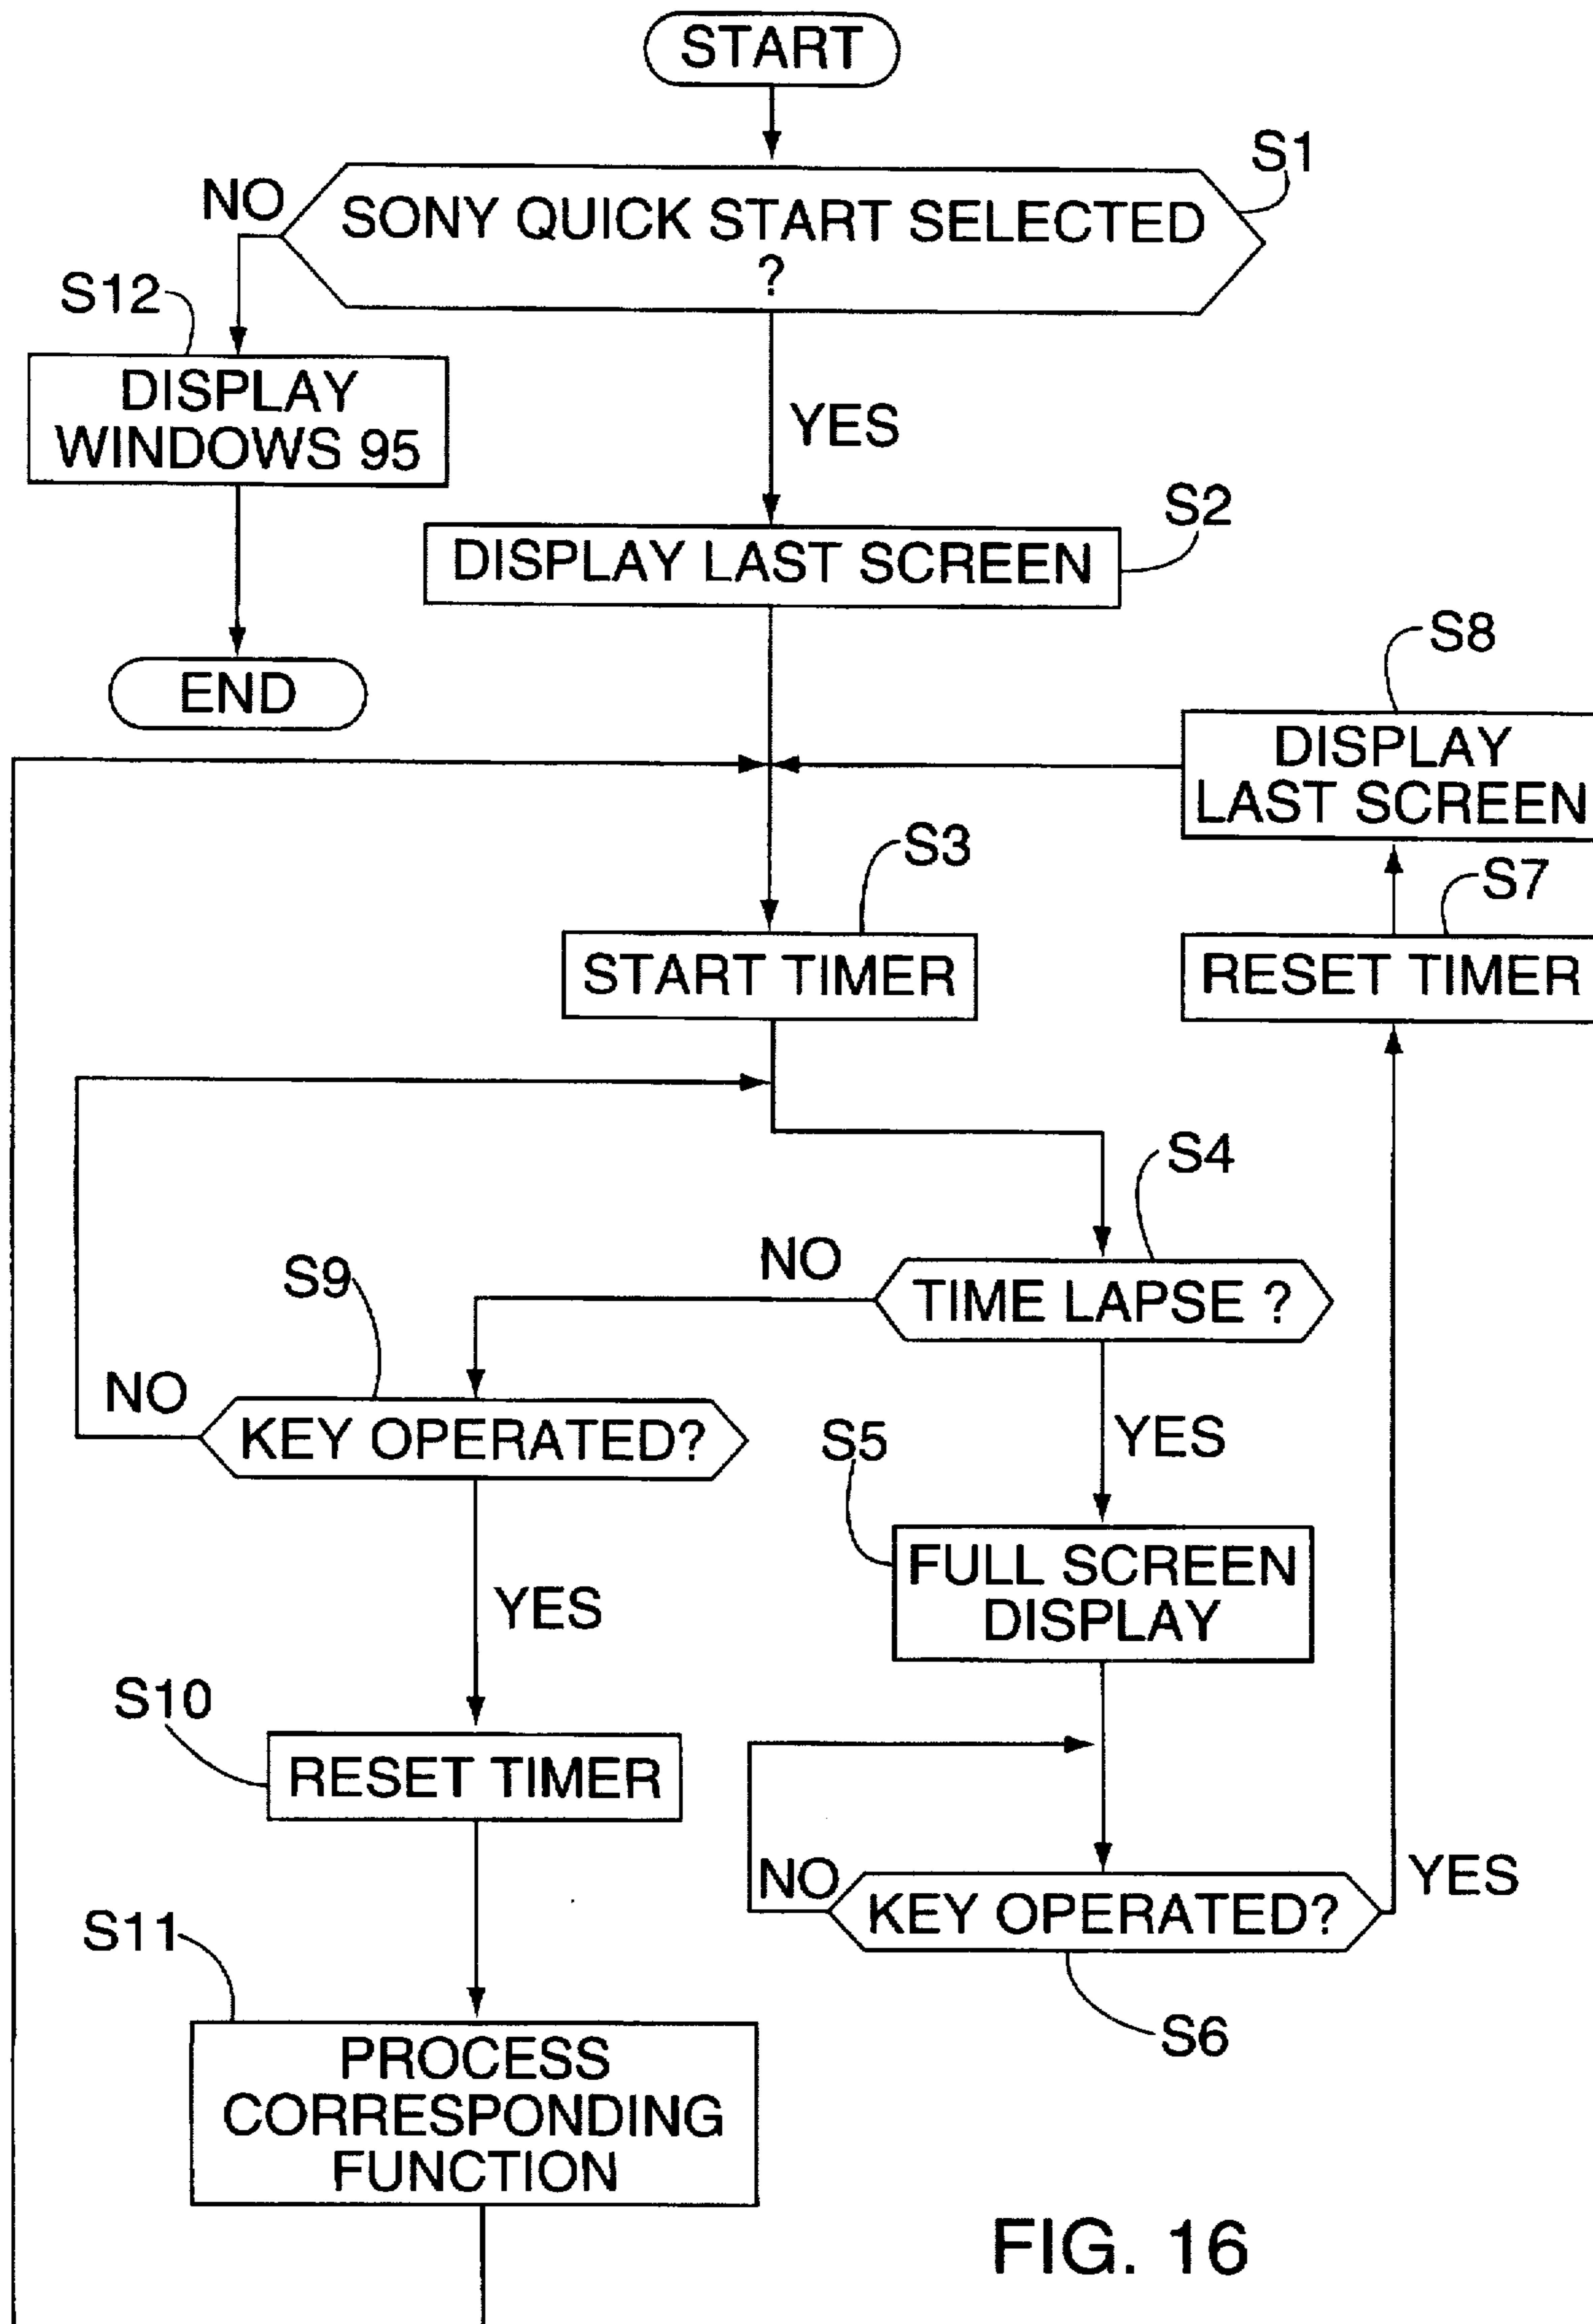 START
S1
NO
SONY QUICK START SELECTED
?
S12
DISPLAY
WINDOWS 95
YES
S2
DISPLAY LAST SCREEN
END
S8
DISPLAY
LAST SCREEN
S3
START TIMER
S7
RESET TIMER
S4
NO
TIME LAPSE ?
S9
NO
KEY OPERATED?
YES
S5
FULL SCREEN
DISPLAY
YES
S10
RESET TIMER
NO
KEY OPERATED?
YES
S6
S11
PROCESS
CORRESPONDING
FUNCTION
FIG. 16